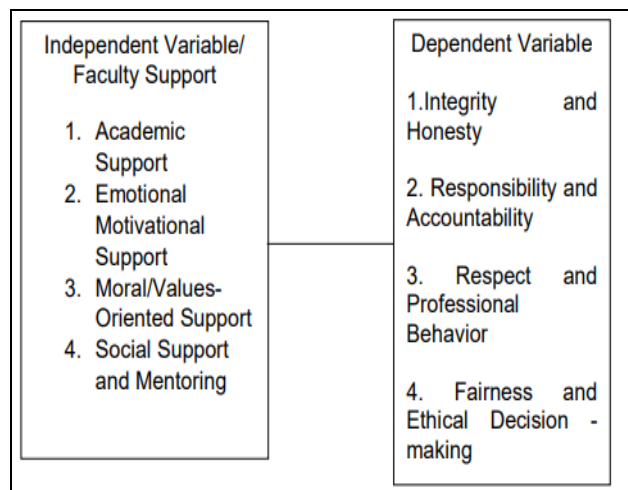 Independent Variable/
Faculty Support
1. Academic
Support
2. Emotional
Motivational
Support
3. Moral/Values-
Oriented Support
4. Social Support
and Mentoring
Dependent Variable
1.Integrity and
Honesty
2. Responsibility and
Accountability
3. Respect and
Professional
Behavior
4. Fairness and
Ethical Decision -
making